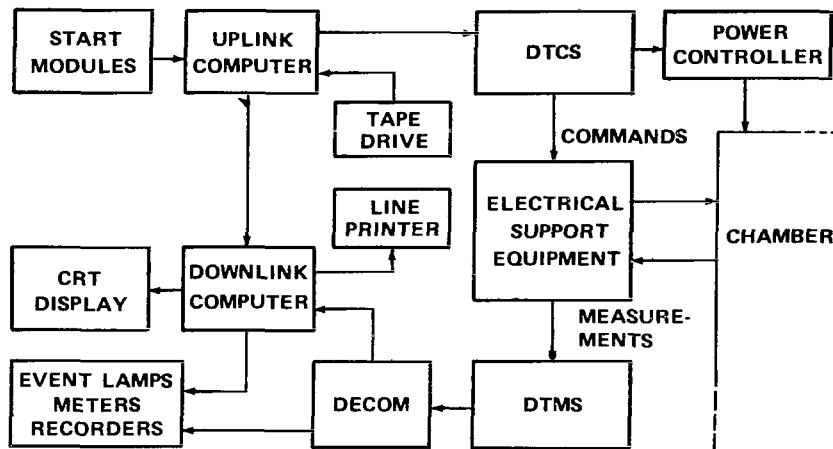 START
MODULES
UPLINK
COMPUTER
DTCS
POWER
CONTROLLER
TAPE
DRIVE
COMMANDS
LINE
PRINTER
ELECTRICAL
SUPPORT
EQUIPMENT
CHAMBER
CRT
DISPLAY
DOWNLINK
COMPUTER
MEASURE-
MENTS
EVENT LAMPS
METERS
RECORDERS
DECOM
DTMS